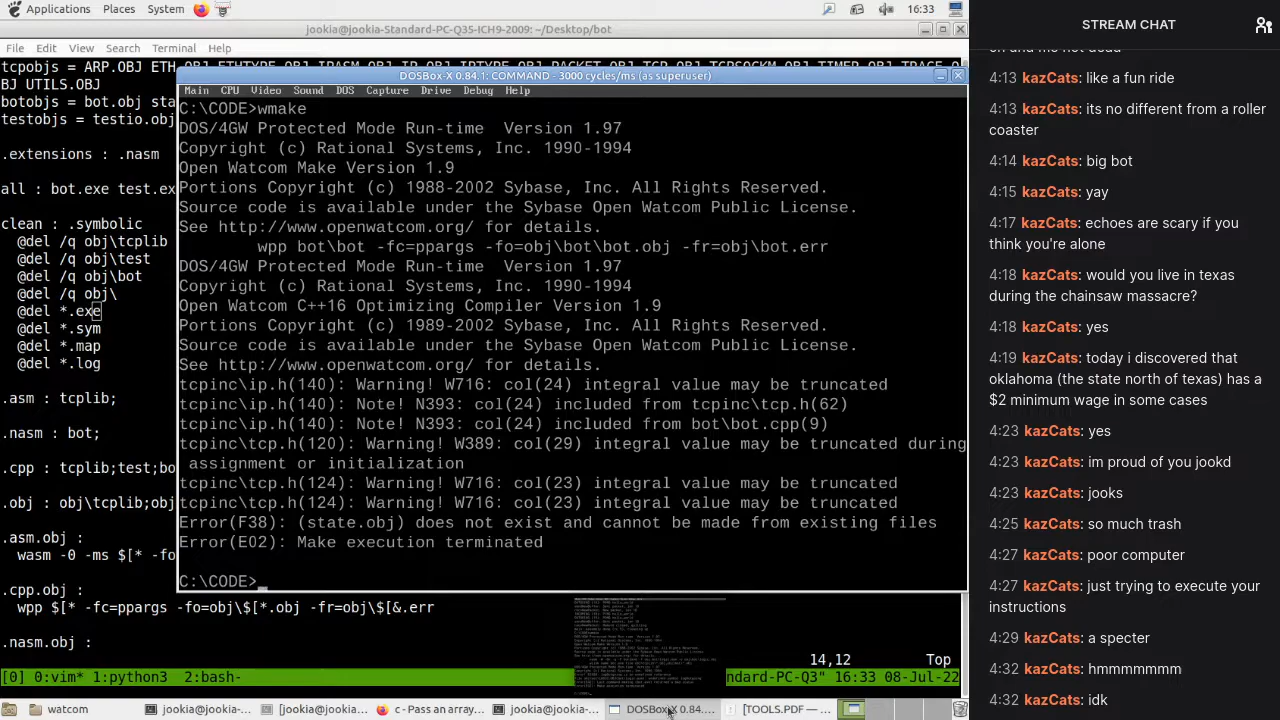 Applications Places System 16:33
jookia@jookia-Standard-PC-Q35-ICH9-2009: ~/Desktop/bot
File Edit View Search Terminal Help
BJ UTILS.OBJ
botobjs = bot.obj sta
testobjs = testio.obj
.extensions : .nasm
all : bot.exe test.ex
clean : .symbolic
@del /q obj\tcplib
@del /q obj\test
@del /q obj\bot
@del /q obj\
@del *.exe
@del *.sym
@del *.map
@del *.log
.asm : tcplib;
.nasm : bot;
.cpp : tcplib;test;bo
.obj : obj\tcplib;obj
.asm.obj :
wasm -0 -ms $[* -fo
.cpp.obj :
wpp $[* -fc=ppargs -fo=obj\$[*.obj -fr=obj\$[&.err
14,12 Top
16:33 08-Jul-22
DOSBox-X 0.84.1: COMMAND - 3000 cycles/ms (as superuser)
Main CPU Video Sound DOS Capture Drive Debug Help
C:\CODE>wmake
DOS/4GW Protected Mode Run-time Version 1.97
Copyright (c) Rational Systems, Inc. 1990-1994
Open Watcom Make Version 1.9
Portions Copyright (c) 1988-2002 Sybase, Inc. All Rights Reserved.
Source code is available under the Sybase Open Watcom Public License.
See http://www.openwatcom.org/ for details.
wpp bot\bot -fc=ppargs -fo=obj\bot\bot.obj -fr=obj\bot.err
DOS/4GW Protected Mode Run-time Version 1.97
Copyright (c) Rational Systems, Inc. 1990-1994
Open Watcom C++16 Optimizing Compiler Version 1.9
Portions Copyright (c) 1989-2002 Sybase, Inc. All Rights Reserved.
Source code is available under the Sybase Open Watcom Public License.
See http://www.openwatcom.org/ for details.
tcpinc\ip.h(140): Warning! W716: col(24) integral value may be truncated
tcpinc\ip.h(140): Note! N393: col(24) included from tcpinc\tcp.h(62)
tcpinc\ip.h(140): Note! N393: col(24) included from bot\bot.cpp(9)
tcpinc\tcp.h(120): Warning! W389: col(29) integral value may be truncated during
assignment or initialization
tcpinc\tcp.h(124): Warning! W716: col(23) integral value may be truncated
tcpinc\tcp.h(124): Warning! W716: col(23) integral value may be truncated
Error(F38): (state.obj) does not exist and cannot be made from existing files
Error(E02): Make execution terminated
C:\CODE>
watcom jookia@jookia-... [jookia@jookia-... c - Pass an array... jookia@jookia-... DOSBox-X 0.84.... [TOOLS.PDF —...
STREAM CHAT
4:13 kazCats: like a fun ride
4:13 kazCats: its no different from a roller
coaster
4:14 kazCats: big bot
4:15 kazCats: yay
4:17 kazCats: echoes are scary if you
think you're alone
4:18 kazCats: would you live in texas
during the chainsaw massacre?
4:18 kazCats: yes
4:19 kazCats: today i discovered that
oklahoma (the state north of texas) has a
$2 minimum wage in some cases
4:23 kazCats: yes
4:23 kazCats: im proud of you jookd
4:23 kazCats: jooks
4:25 kazCats: so much trash
4:27 kazCats: poor computer
4:27 kazCats: just trying to execute your
instructions
4:29 kazCats: specter
4:32 kazCats: hmmmmmmm
4:32 kazCats: idk